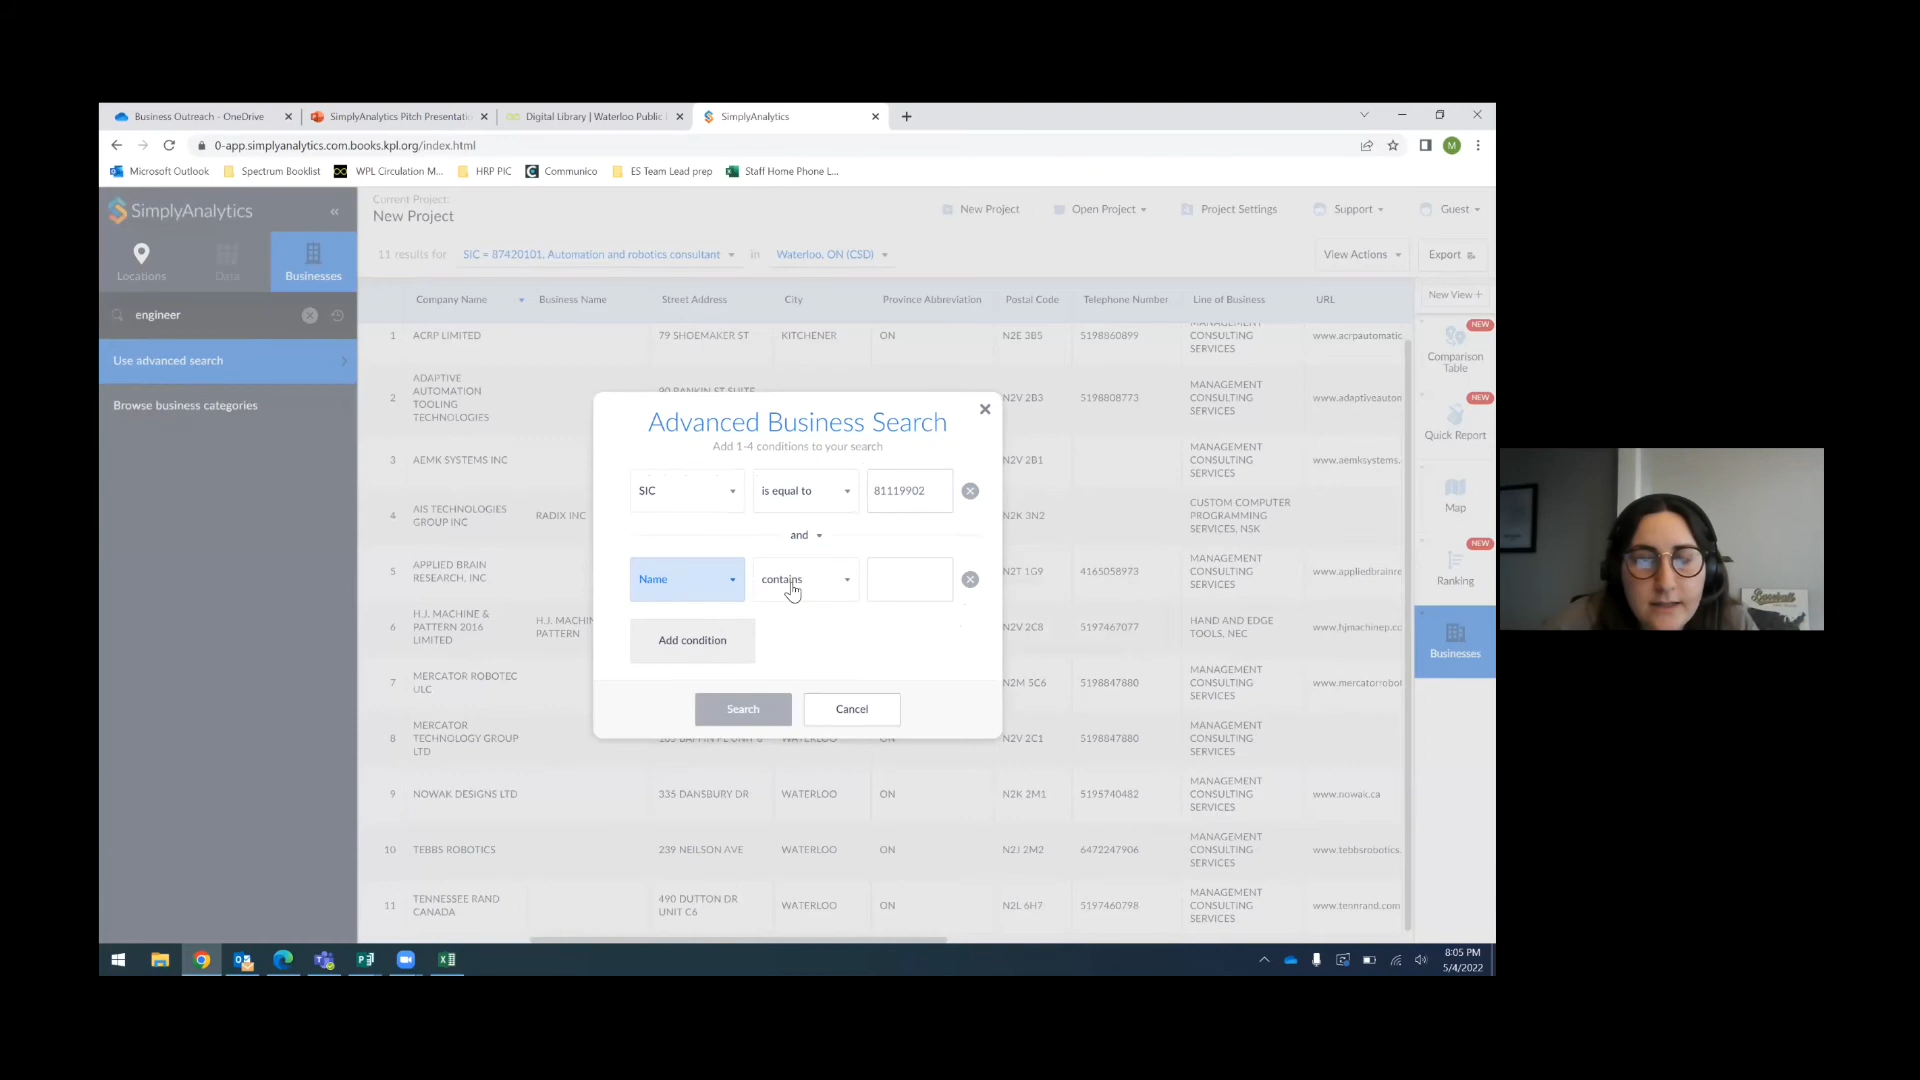 Business Outreach - OneDrive
SimplyAnalytics Pitch Presentatio
Digital Library | Waterloo Public
SimplyAnalytics
0-app.simplyanalytics.com.books.kpl.org/index.html
M
Microsoft Outlook
Spectrum Booklist
WPL Circulation M...
HRP PIC
Communico
ES Team Lead prep
Staff Home Phone L...
SimplyAnalytics
«
Current Project:
New Project
New Project
Open Project
Project Settings
Support
Guest
Locations
Data
Businesses
11 results for SIC = 87420101, Automation and robotics consultant in Waterloo, ON (CSD)
View Actions
Export
engineer
Use advanced search
Browse business categories
Company Name Business Name Street Address City Province Abbreviation Postal Code Telephone Number Line of Business URL
1 ACRP LIMITED 79 SHOEMAKER ST KITCHENER ON N2E 3B5 5198860899 MANAGEMENT
CONSULTING
SERVICES
www.acrpautomatic
2 ADAPTIVE
AUTOMATION
TOOLING
TECHNOLOGIES
90 RANKIN ST SUITE
N2V 2B3 5198808773 MANAGEMENT
CONSULTING
SERVICES
www.adaptiveauton
3 AEMK SYSTEMS INC
N2V 2B1
MANAGEMENT
CONSULTING
SERVICES
www.aemksystems.
4 AIS TECHNOLOGIES
GROUP INC
RADIX INC
N2K 3N2
CUSTOM COMPUTER
PROGRAMMING
SERVICES, NSK
5 APPLIED BRAIN
RESEARCH, INC
N2T 1G9 4165058973 MANAGEMENT
CONSULTING
SERVICES
www.appliedbrainre
6 H.J. MACHINE &
PATTERN 2016
LIMITED
H.J. MACHIN
PATTERN
N2V 2C8 5197467077 HAND AND EDGE
TOOLS, NEC
www.hjmachinep.cc
7 MERCATOR ROBOTEC
ULC
N2M 5C6 5198847880 MANAGEMENT
CONSULTING
SERVICES
www.mercatorrobol
8 MERCATOR
TECHNOLOGY GROUP
LTD
WATERLOO ON N2V 2C1 5198847880 MANAGEMENT
CONSULTING
SERVICES
9 NOWAK DESIGNS LTD 335 DANSBURY DR WATERLOO ON N2K 2M1 5195740482 MANAGEMENT
CONSULTING
SERVICES
www.nowak.ca
10 TEBBS ROBOTICS 239 NEILSON AVE WATERLOO ON N2J 2M2 6472247906 MANAGEMENT
CONSULTING
SERVICES
www.tebbsrobotics.
11 TENNESSEE RAND
CANADA
490 DUTTON DR
UNIT C6
WATERLOO ON N2L 6H7 5197460798 MANAGEMENT
CONSULTING
SERVICES
www.tennrand.com
Advanced Business Search
Add 1-4 conditions to your search
SIC is equal to 81119902
and
Name contains
Add condition
Search Cancel
New View +
NEW
Comparison
Table
NEW
Quick Report
Map
NEW
Ranking
Businesses
Baseball
8:05 PM
5/4/2022